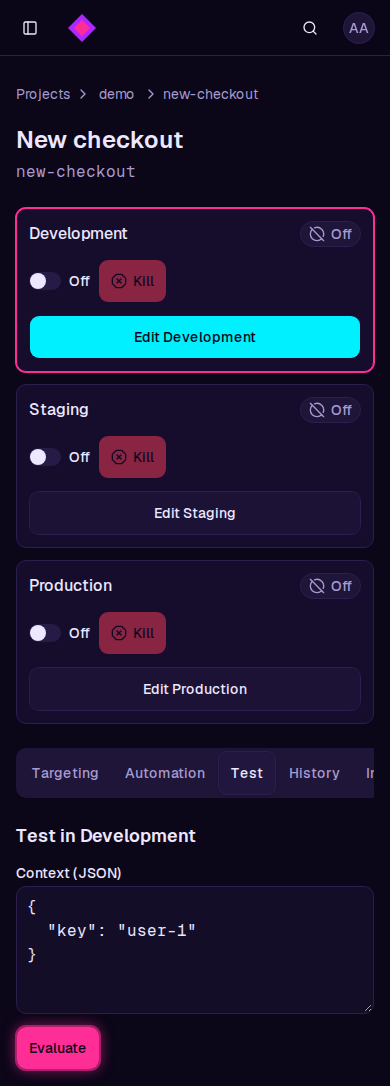 AA
Projects > demo > new-checkout
New checkout
new-checkout
Development Off
Off Kill
Edit Development
Staging Off
Off Kill
Edit Staging
Production Off
Off Kill
Edit Production
Targeting Automation Test History
Test in Development
Context (JSON)
{
  "key": "user-1"
}
Evaluate